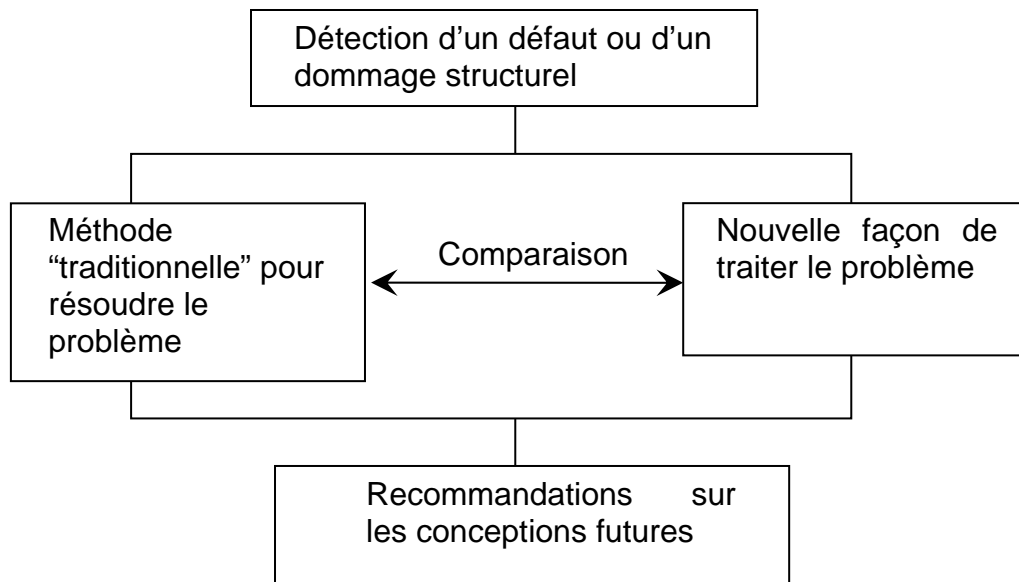 Détection d’un défaut ou d’un
dommage structurel
Méthode
“traditionnelle” pour
résoudre le
problème
Comparaison
Nouvelle façon de
traiter le problème
Recommandations sur
les conceptions futures